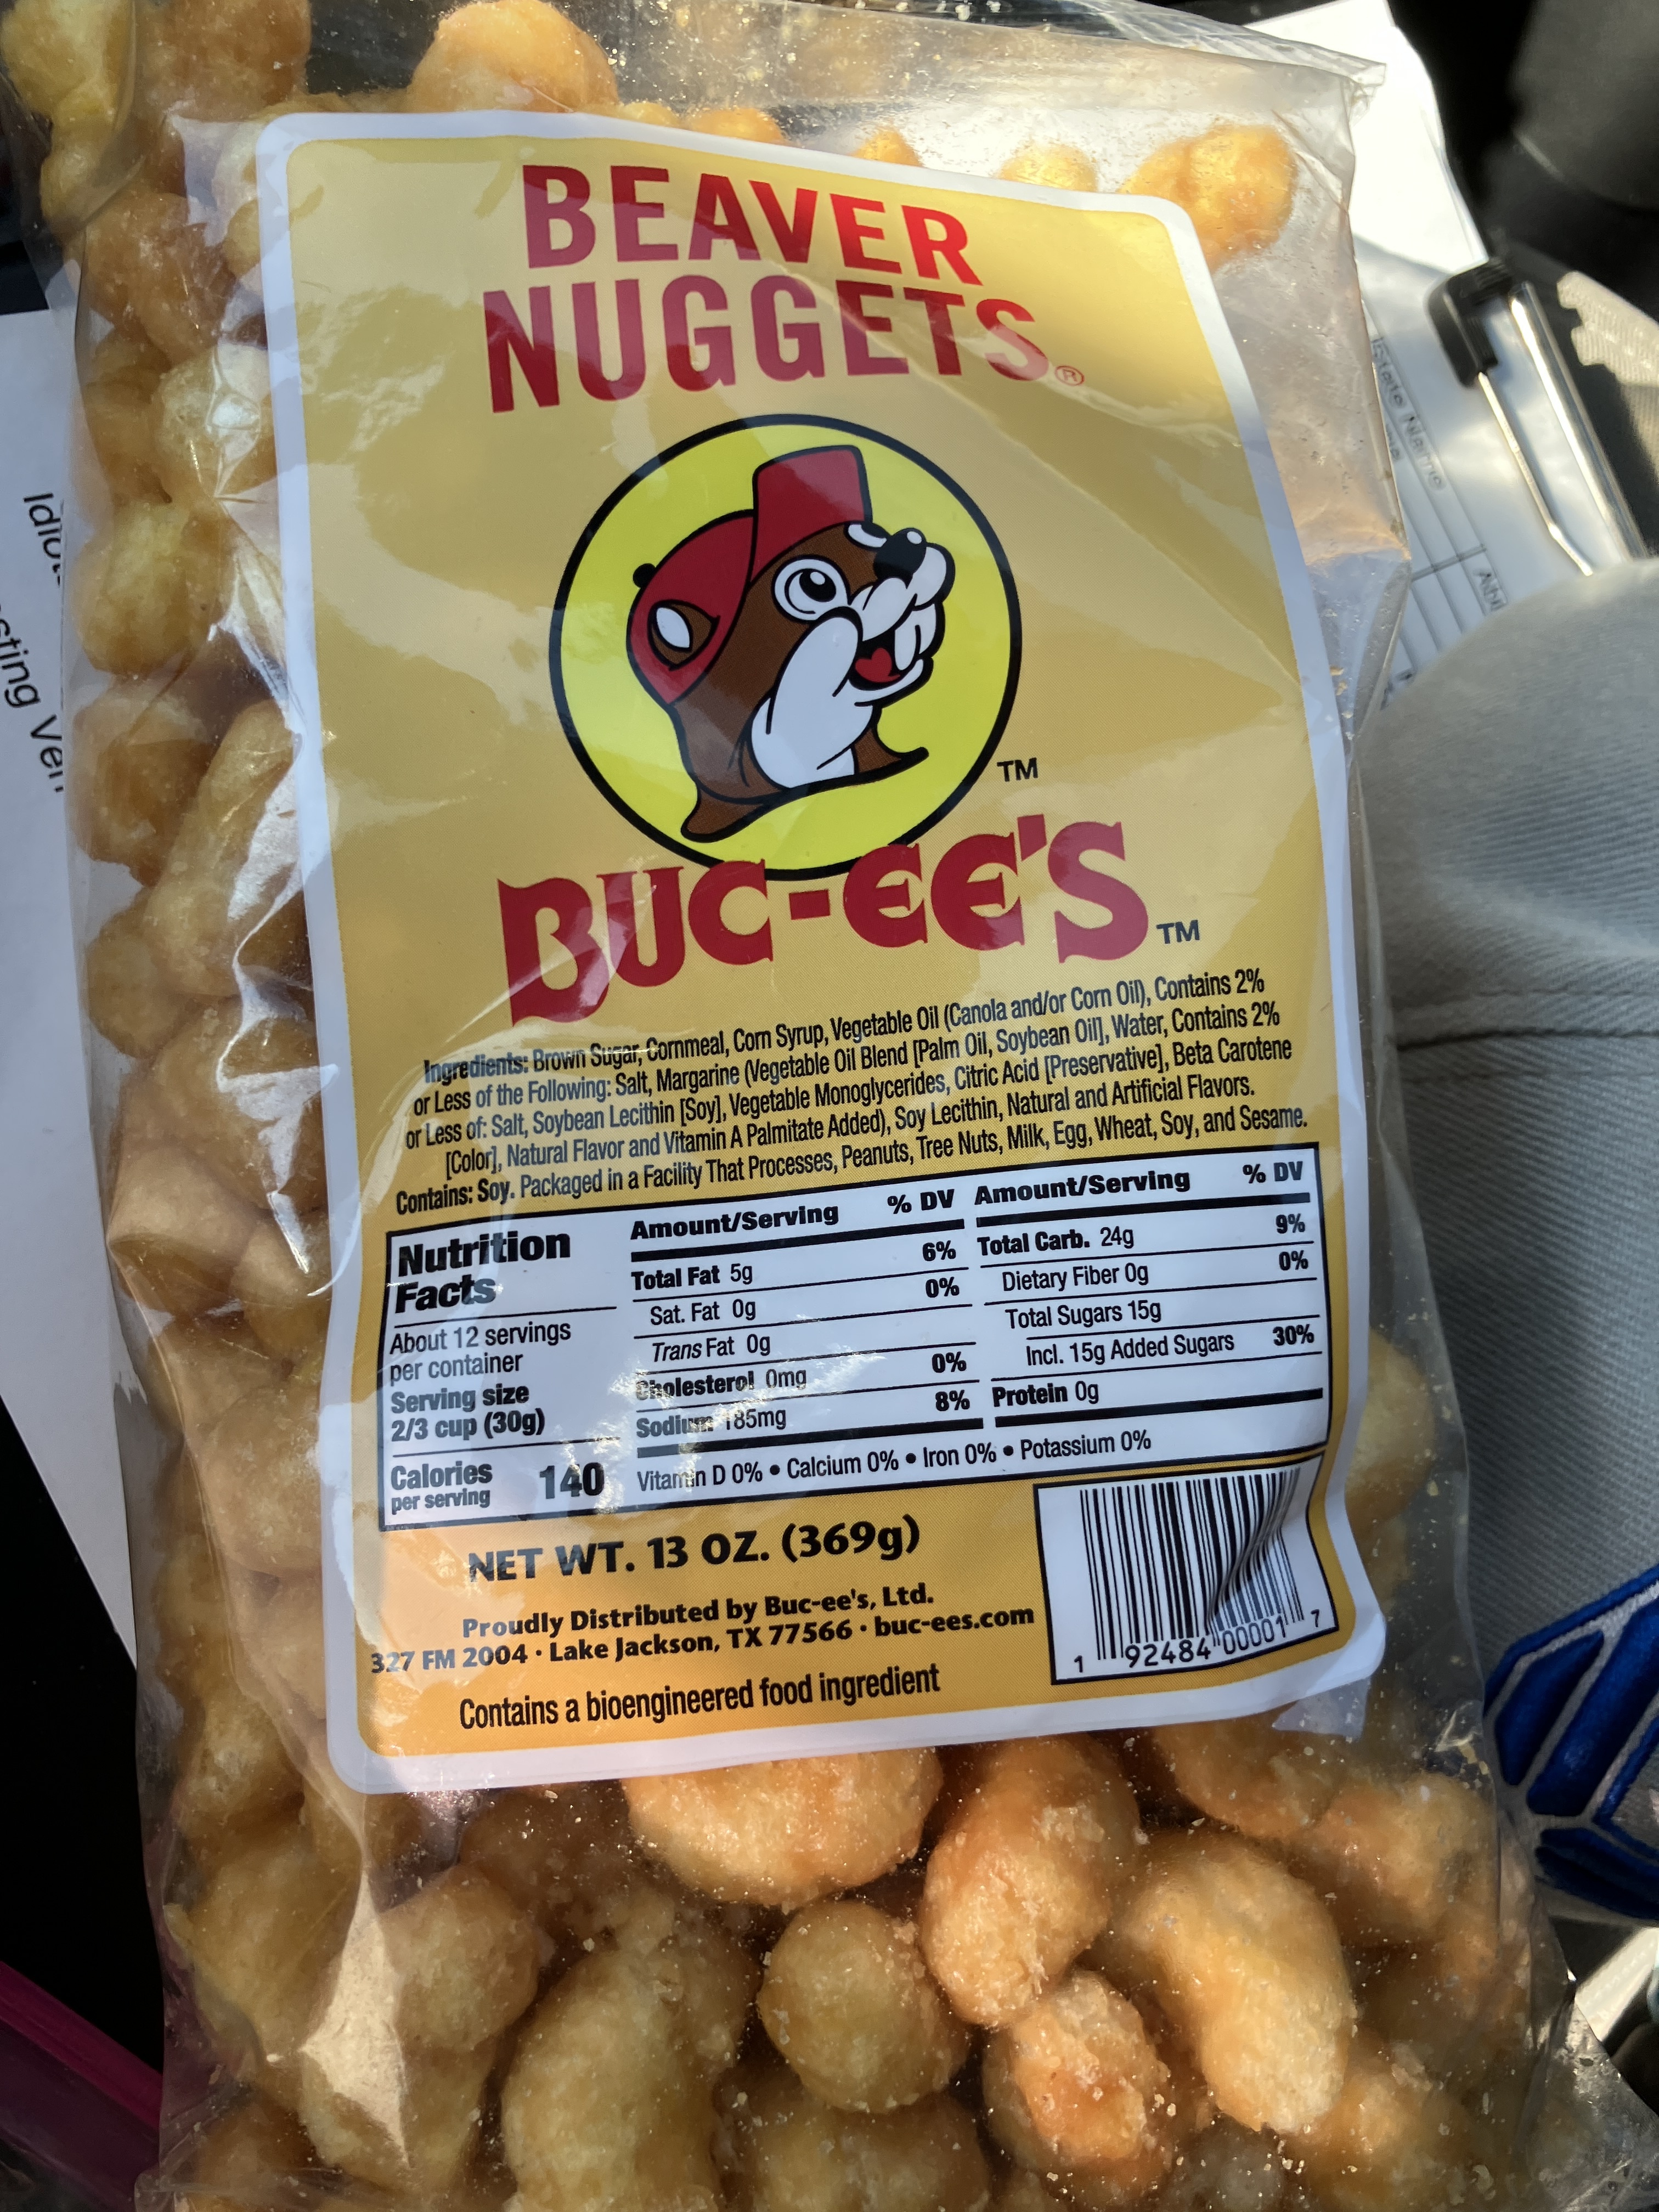 BEAVER
NUGGETS®
TM
BUC-EE'S™
Ingredients: Brown Sugar, Cornmeal, Corn Syrup, Vegetable Oil (Canola and/or Corn Oil), Contains 2%
or Less of the Following: Salt, Margarine (Vegetable Oil Blend [Palm Oil, Soybean Oil], Water, Contains 2%
or Less of: Salt, Soybean Lecithin [Soy], Vegetable Monoglycerides, Citric Acid [Preservative], Beta Carotene
[Color], Natural Flavor and Vitamin A Palmitate Added), Soy Lecithin, Natural and Artificial Flavors.
Contains: Soy. Packaged in a Facility That Processes, Peanuts, Tree Nuts, Milk, Egg, Wheat, Soy, and Sesame.
Nutrition
Facts
About 12 servings
per container
Serving size
2/3 cup (30g)
Calories 140
per serving
Amount/Serving % DV
Total Fat 5g 6%
Sat. Fat 0g 0%
Trans Fat 0g
Cholesterol 0mg 0%
Sodium 185mg 8%
Amount/Serving % DV
Total Carb. 24g 9%
Dietary Fiber 0g 0%
Total Sugars 15g
Incl. 15g Added Sugars 30%
Protein 0g
Vitamin D 0% • Calcium 0% • Iron 0% • Potassium 0%
NET WT. 13 OZ. (369g)
Proudly Distributed by Buc-ee's, Ltd.
327 FM 2004 · Lake Jackson, TX 77566 · buc-ees.com
Contains a bioengineered food ingredient
1 92484 00001 7
State Name